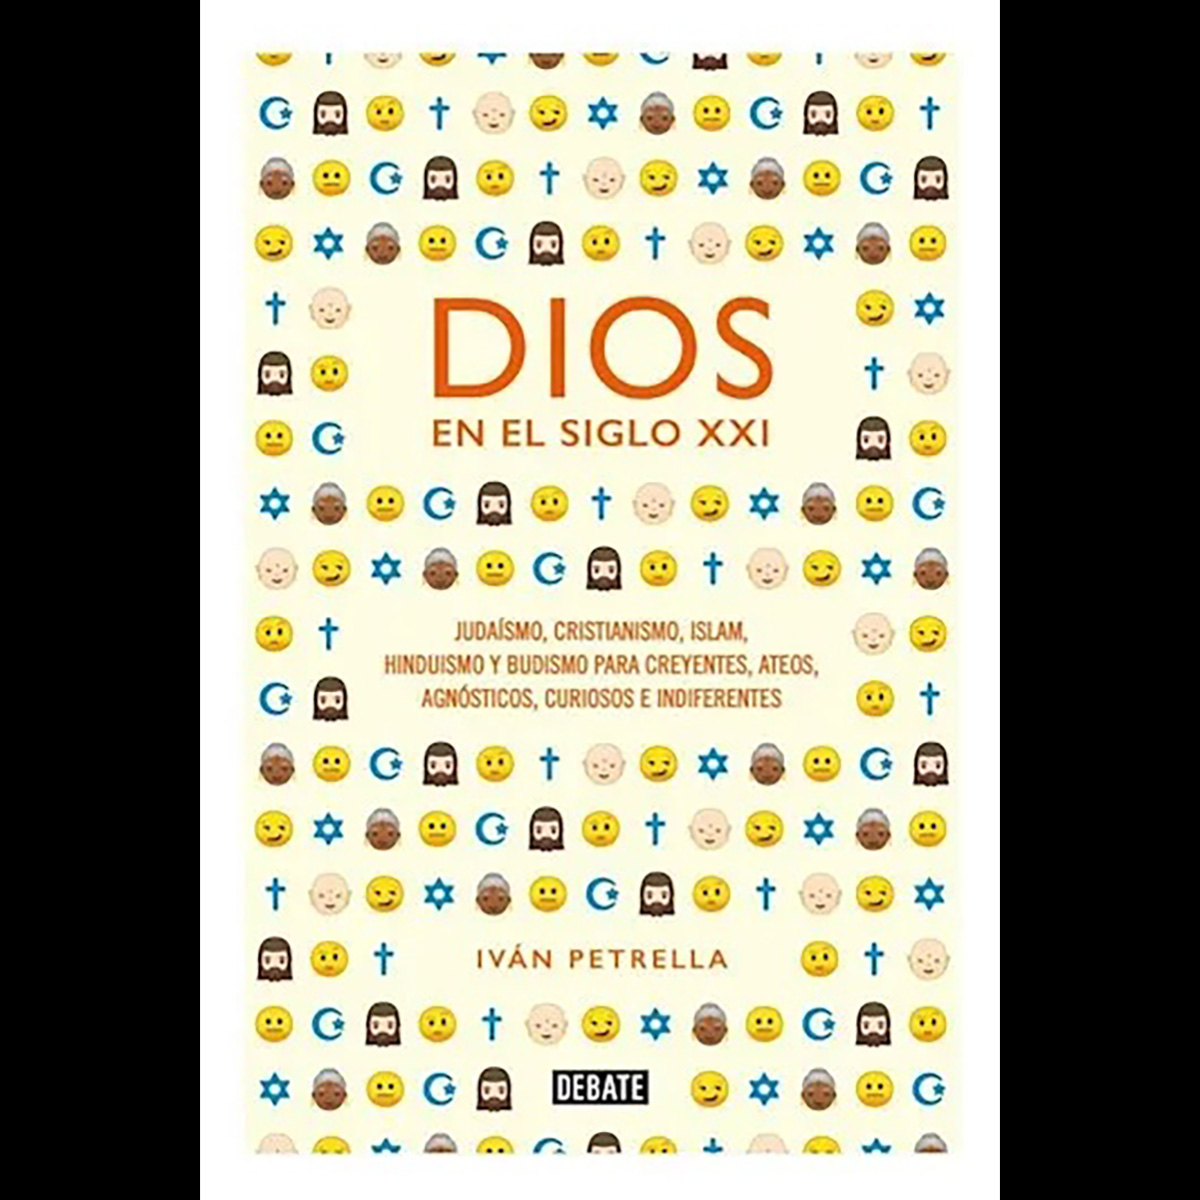 DIOS
EN EL SIGLO XXI
JUDAÍSMO, CRISTIANISMO, ISLAM,
HINDUISMO Y BUDISMO PARA CREYENTES, ATEOS,
AGNÓSTICOS, CURIOSOS E INDIFERENTES
IVÁN PETRELLA
DEBATE